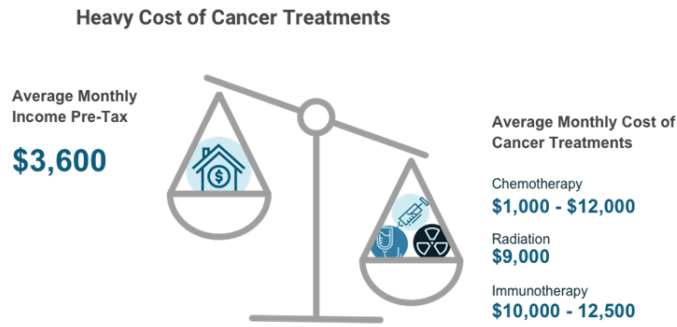 Heavy Cost of Cancer Treatments
Average Monthly
Income Pre-Tax
$3,600
$
Average Monthly Cost of
Cancer Treatments
Chemotherapy
$1,000 - $12,000
Radiation
$9,000
Immunotherapy
$10,000 - 12,500